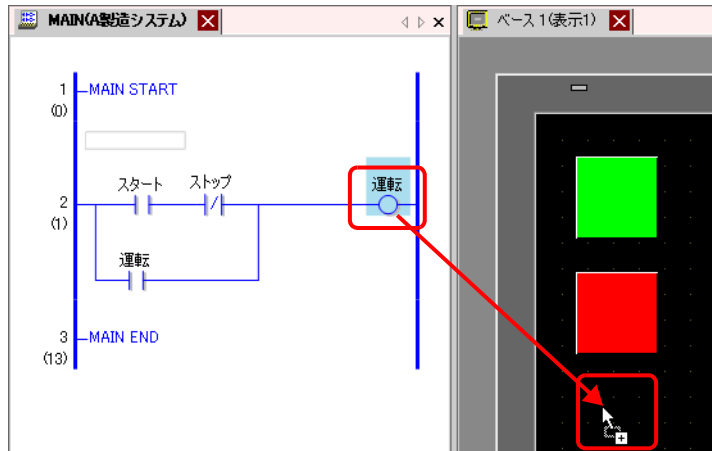 MAIN(A製造システム)
ベース1(表示1)
1 MAIN START
(0)
スタート ストップ 運転
2
(1)
運転
3 MAIN END
(13)